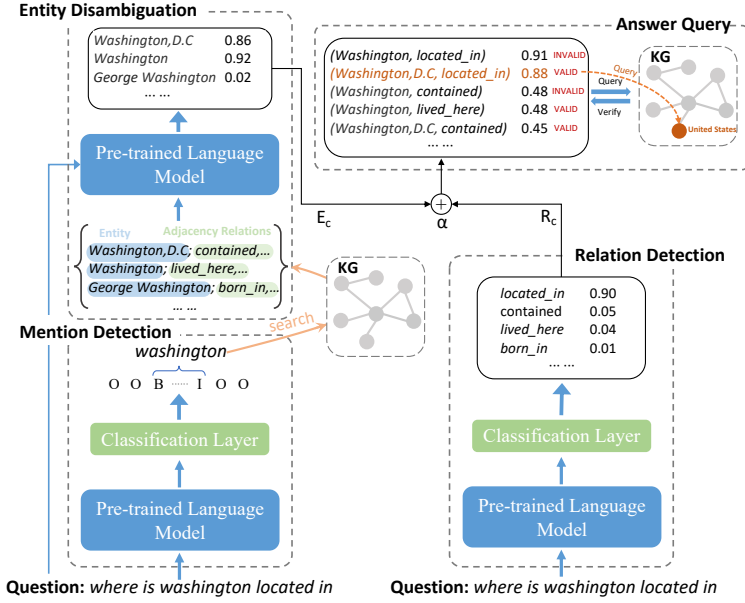 Entity Disambiguation
Washington,D.C 0.86
Washington 0.92
George Washington 0.02
... ...
Pre-trained Language
Model
Entity Adjacency Relations
Washington,D.C; contained,...
Washington; lived_here,...
George Washington; born_in,...
... ...
Mention Detection
washington
O O B ...... I O O
Classification Layer
Pre-trained Language
Model
Question: where is washington located in
search
KG
Answer Query
(Washington, located_in) 0.91 INVALID
(Washington,D.C, located_in) 0.88 VALID
(Washington, contained) 0.48 INVALID
(Washington, lived_here) 0.48 VALID
(Washington,D.C, contained) 0.45 VALID
... ...
Query
Query
Verify
KG
United States
E_c
α
R_c
Relation Detection
located_in 0.90
contained 0.05
lived_here 0.04
born_in 0.01
... ...
Classification Layer
Pre-trained Language
Model
Question: where is washington located in